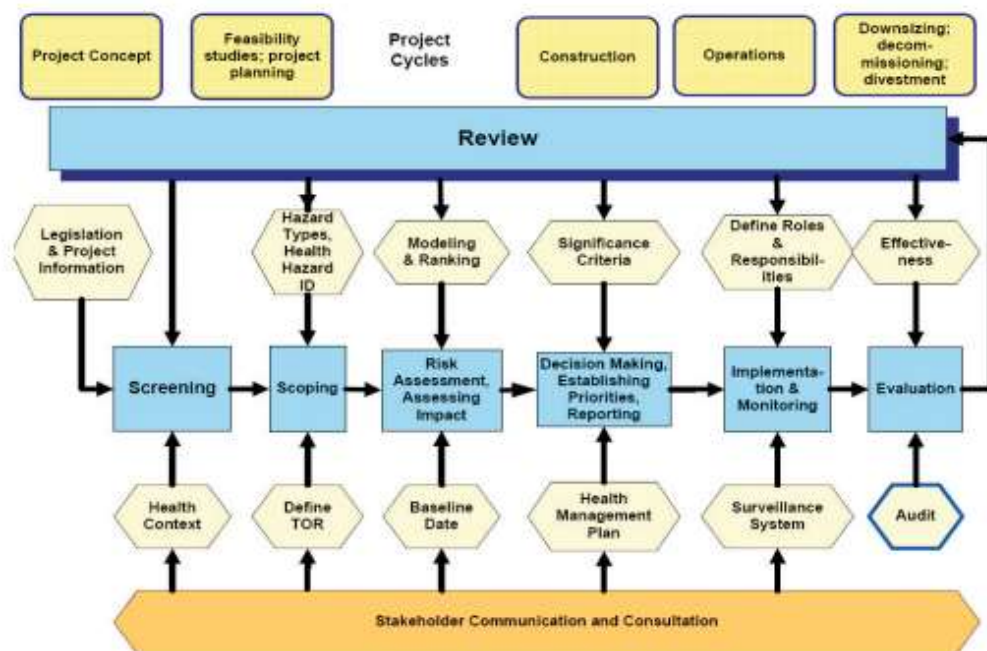 Project Concept
Feasibility
studies; project
planning
Project
Cycles
Construction
Operations
Downsizing;
decom-
missioning;
divestment
Review
Legislation
& Project
Information
Hazard
Types,
Health
Hazard
ID
Modeling
& Ranking
Significance
Criteria
Define Roles
&
Responsibil-
ities
Effective-
ness
Screening
Scoping
Risk
Assessment,
Assessing
Impact
Decision Making,
Establishing
Priorities,
Reporting
Implementa-
tion &
Monitoring
Evaluation
Health
Context
Define
TOR
Baseline
Date
Health
Management
Plan
Surveillance
System
Audit
Stakeholder Communication and Consultation